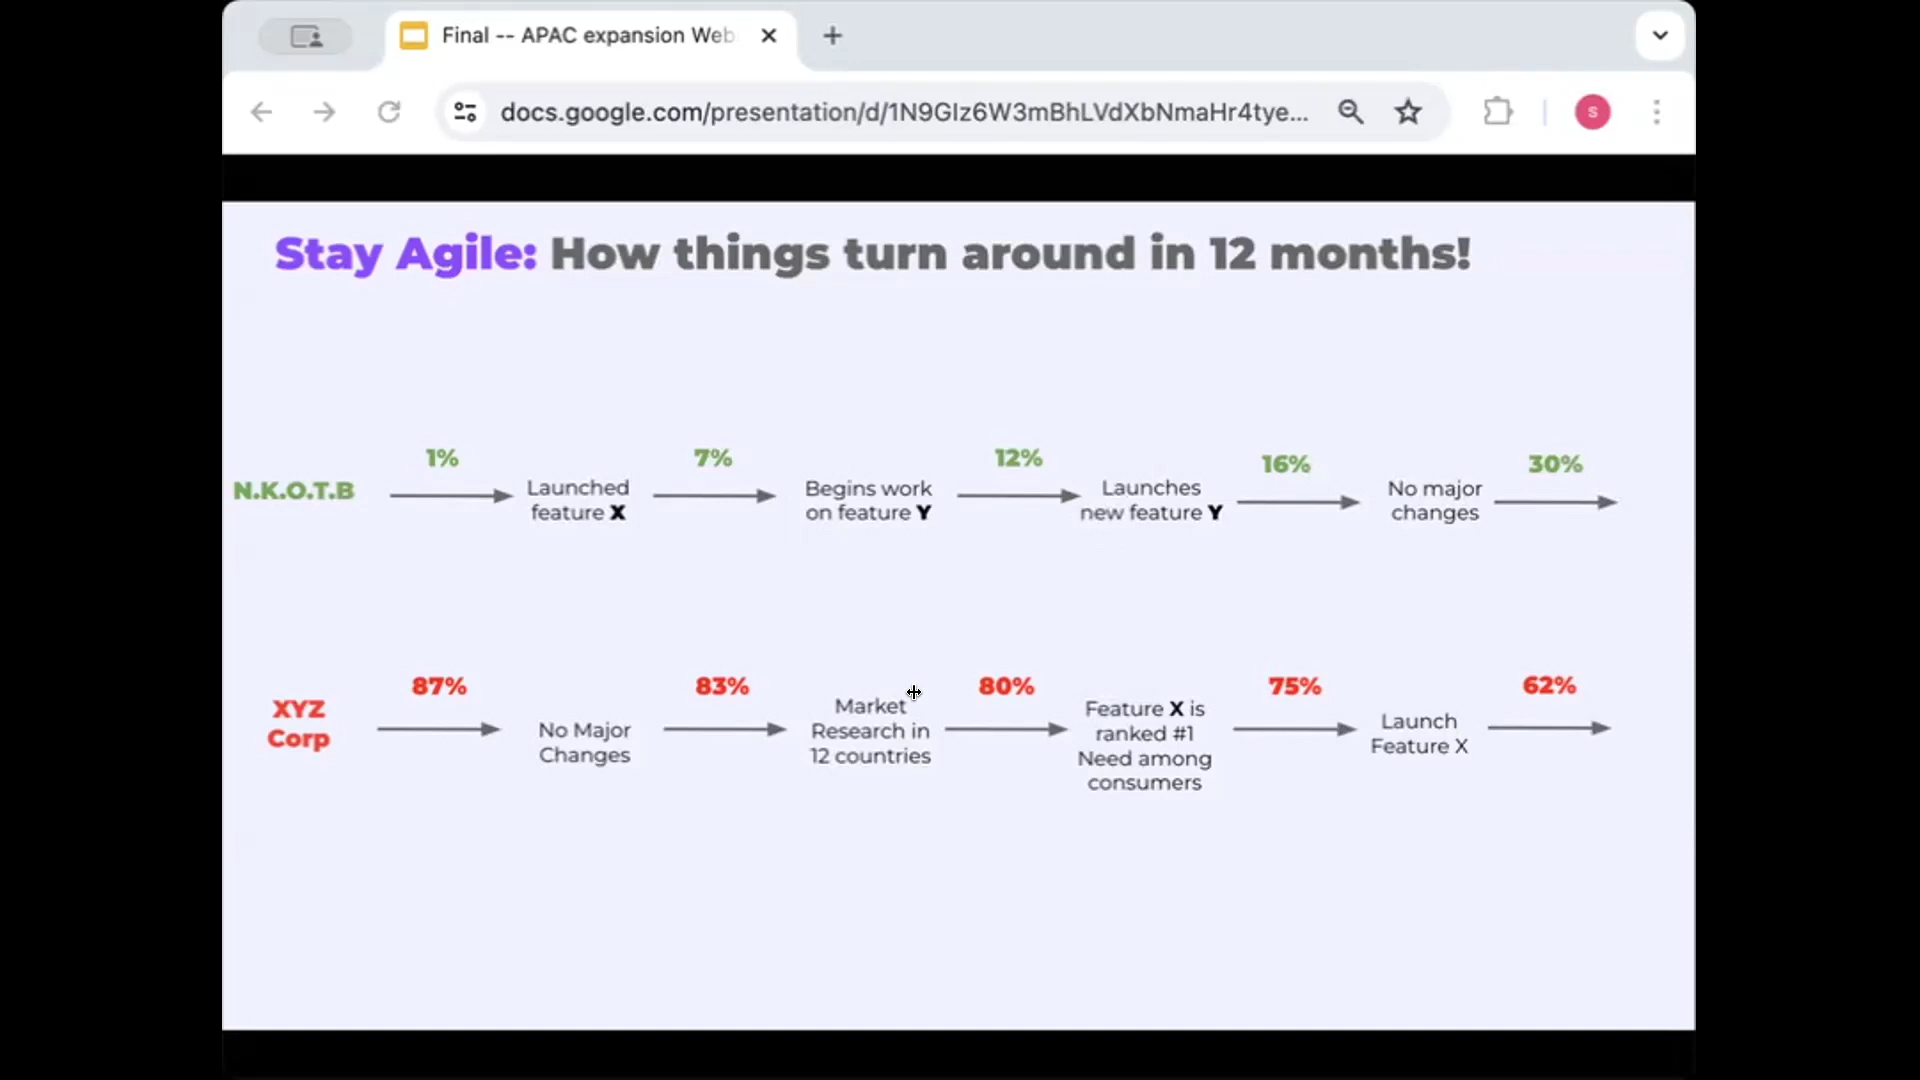 Final -- APAC expansion Web
docs.google.com/presentation/d/1N9GIz6W3mBhLVdXbNmaHr4tye...
S
Stay Agile: How things turn around in 12 months!
N.K.O.T.B
1%
Launched
feature X
7%
Begins work
on feature Y
12%
Launches
new feature Y
16%
No major
changes
30%
XYZ
Corp
87%
No Major
Changes
83%
Market
Research in
12 countries
80%
Feature X is
ranked #1
Need among
consumers
75%
Launch
Feature X
62%